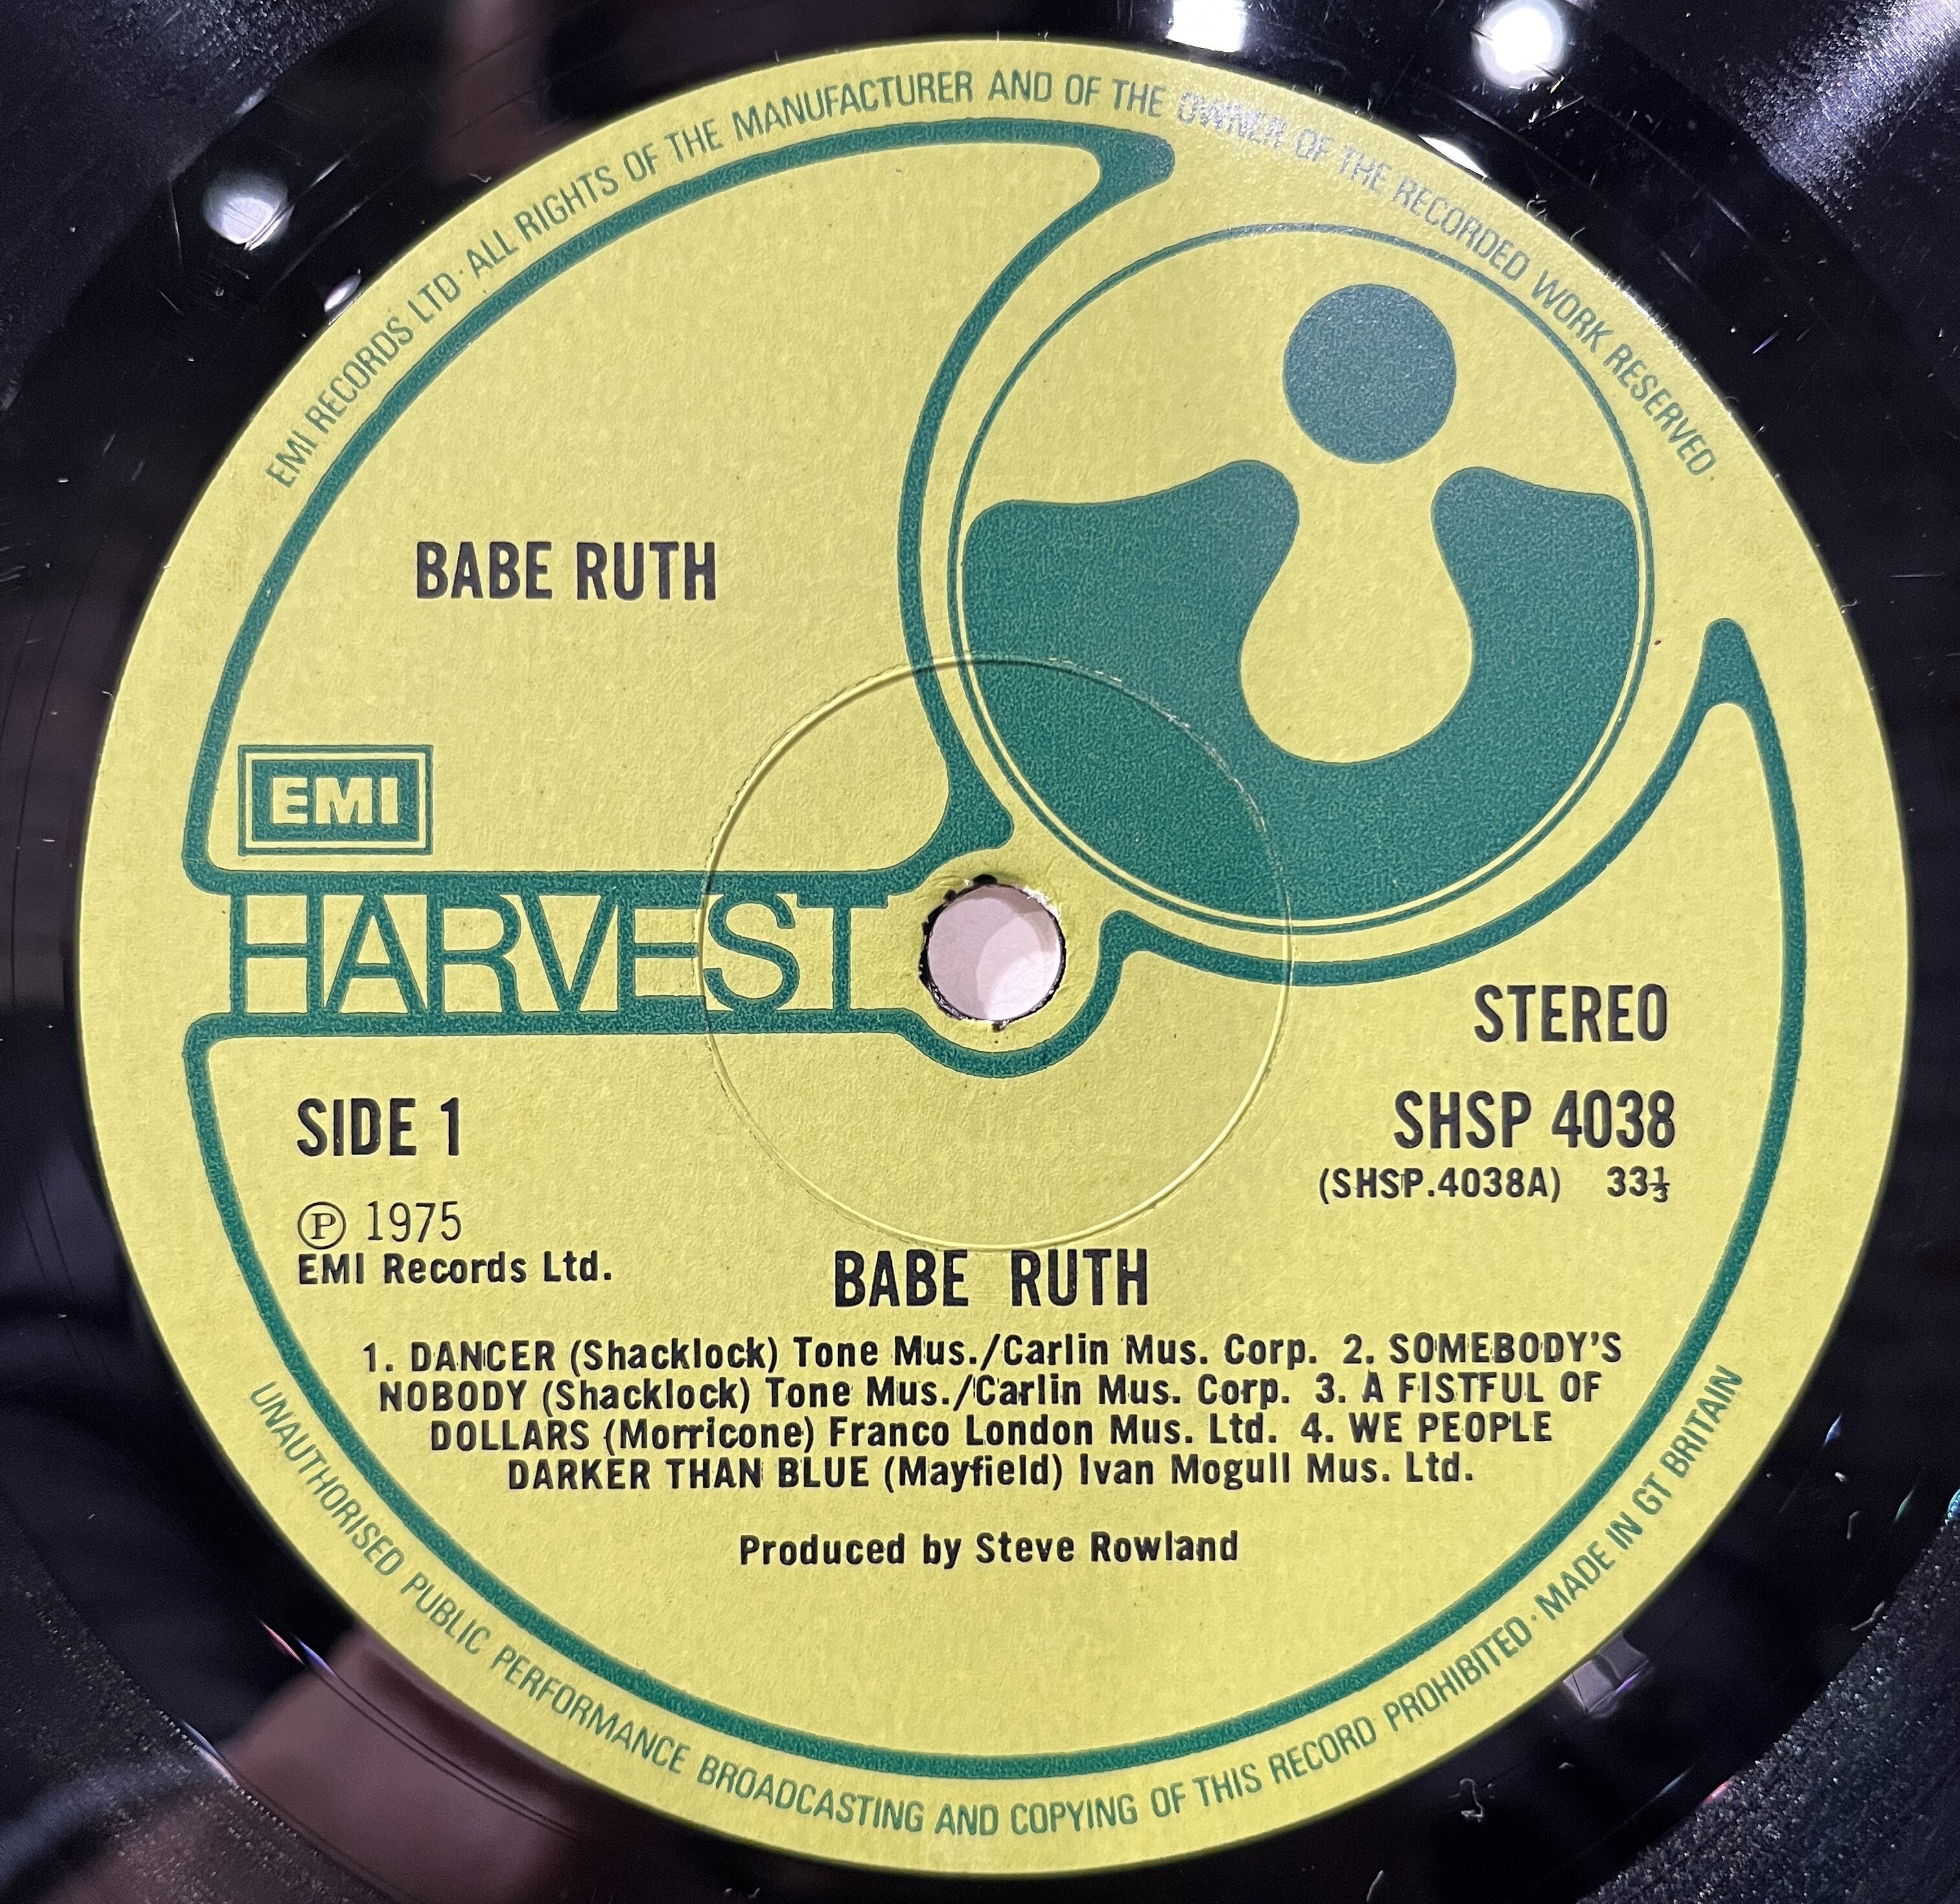 EMI RECORDS LTD · ALL RIGHTS OF THE MANUFACTURER AND OF THE OWNER OF THE RECORDED WORK RESERVED
BABE RUTH
EMI
HARVEST
STEREO
SIDE 1
SHSP 4038
(SHSP.4038A) 33⅓
Ⓟ 1975
EMI Records Ltd.
BABE RUTH
1. DANCER (Shacklock) Tone Mus./Carlin Mus. Corp. 2. SOMEBODY'S
NOBODY (Shacklock) Tone Mus./Carlin Mus. Corp. 3. A FISTFUL OF
DOLLARS (Morricone) Franco London Mus. Ltd. 4. WE PEOPLE
DARKER THAN BLUE (Mayfield) Ivan Mogull Mus. Ltd.
Produced by Steve Rowland
UNAUTHORISED PUBLIC PERFORMANCE BROADCASTING AND COPYING OF THIS RECORD PROHIBITED · MADE IN GT BRITAIN